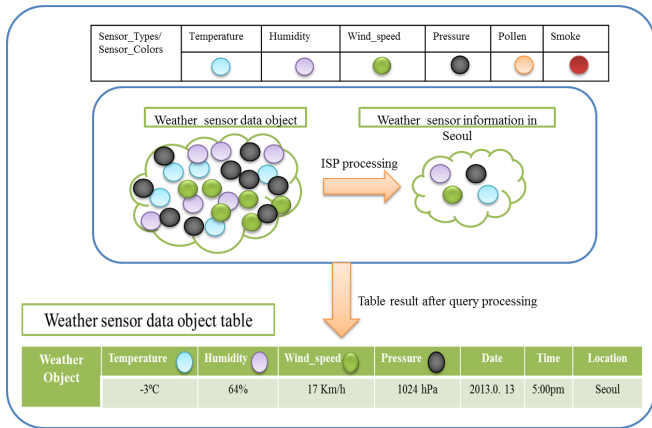 Sensor_Types/ Temperature Humidity Wind_speed Pressure Pollen Smoke
Sensor_Colors
Weather sensor data object
Weather sensor information in
Seoul
ISP processing
Table result after query processing
Weather sensor data object table
Weather Object Temperature Humidity Wind_speed Pressure Date Time Location
-3⁰C 64% 17 Km/h 1024 hPa 2013.0. 13 5:00pm Seoul